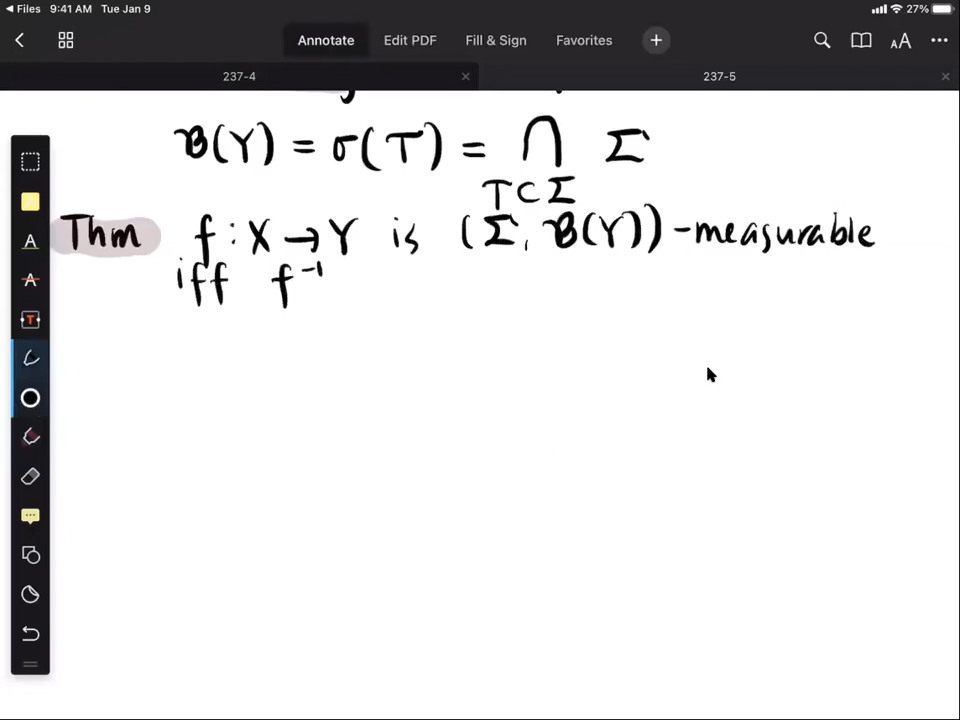 Files 9:41 AM Tue Jan 9 27%
Annotate Edit PDF Fill & Sign Favorites
237-4 237-5
𝓑(Y) = σ(T) = ⋂ Σ
T⊂Σ
Thm f : X → Y is (Σ, 𝓑(Y))-measurable
iff f⁻¹